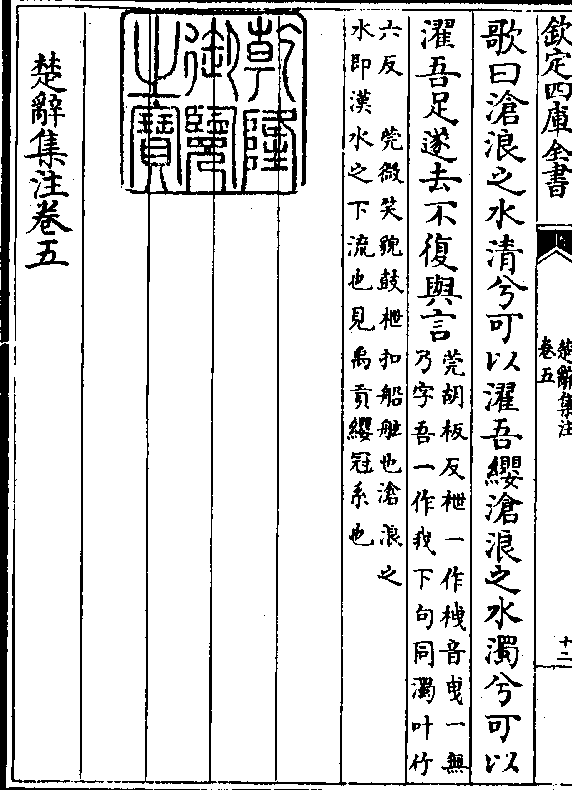 欽定四庫全書
楚辭集注
卷五
十二
歌曰滄浪之水清兮可以濯吾纓滄浪之水濁兮可以
濯吾足遂去不復與言
莞胡板反枻一作栧音曵一無
乃字吾一作我下句同濁叶竹
六反　莞微笑貌鼓枻扣船舷也滄浪之
水即漢水之下流也見禹貢纓冠系也
乾隆御覽之寶
楚辭集注卷五